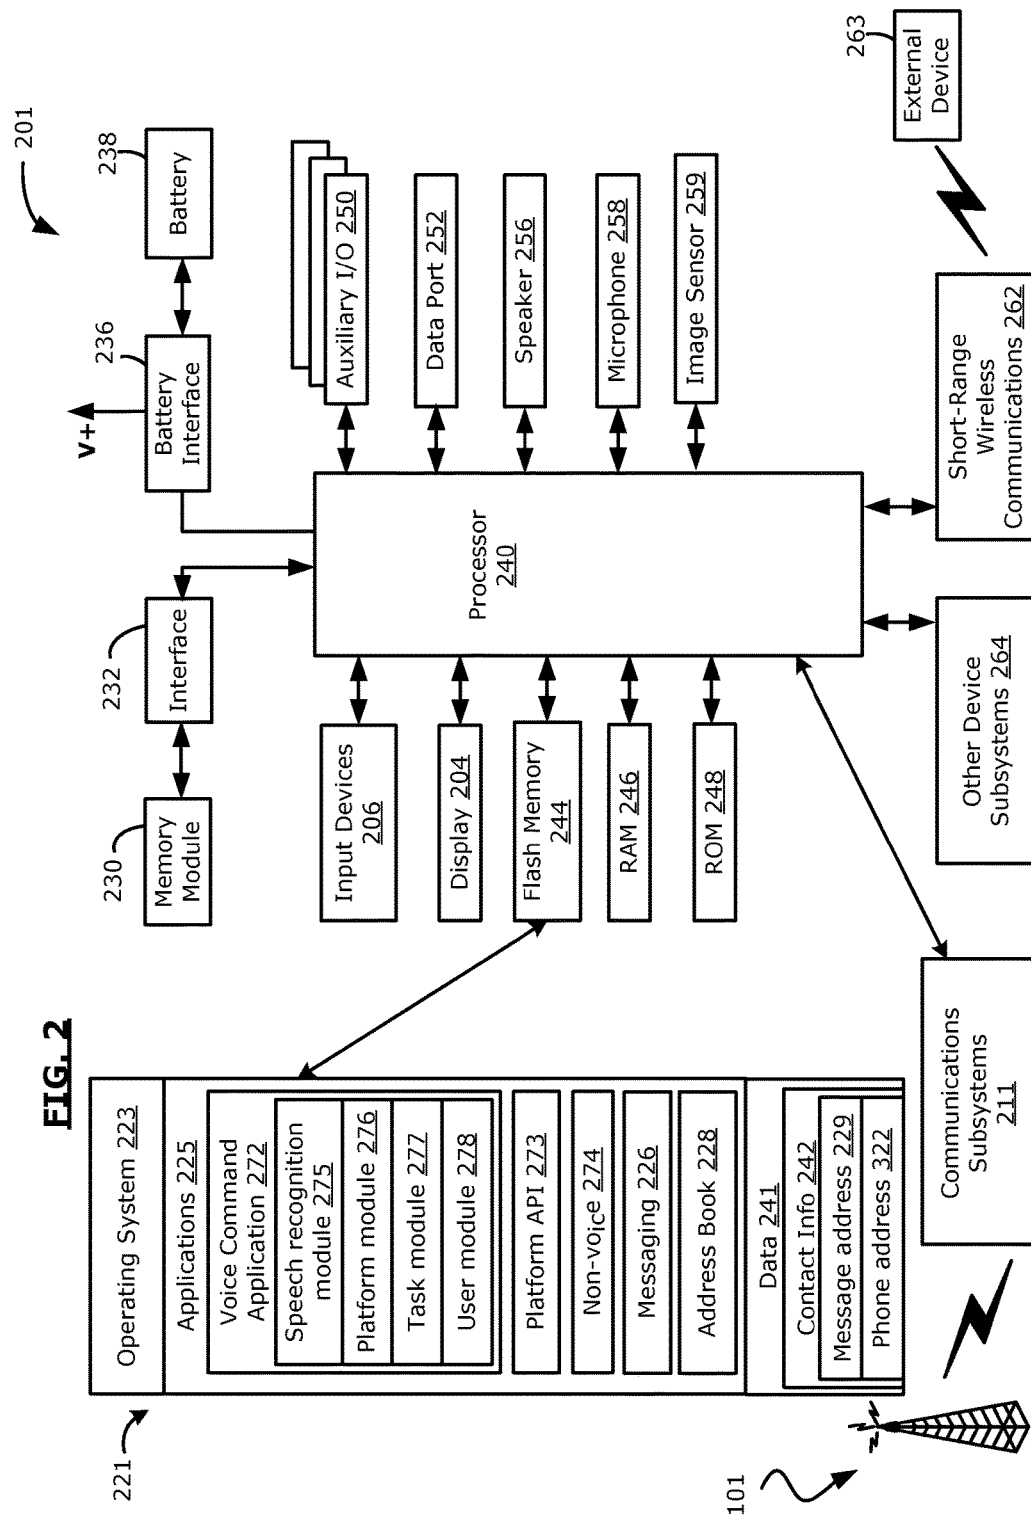 FIG. 2
201
221
Operating System 223
Applications 225
Voice Command
Application 272
Speech recognition
module 275
Platform module 276
Task module 277
User module 278
Platform API 273
Non-voice 274
Messaging 226
Address Book 228
Data 241
Contact Info 242
Message address 229
Phone address 322
101
230
Memory
Module
232
Interface
V+
236
Battery
Interface
238
Battery
Input Devices
206
Display 204
Flash Memory
244
RAM 246
ROM 248
Processor
240
Auxiliary I/O 250
Data Port 252
Speaker 256
Microphone 258
Image Sensor 259
Communications
Subsystems
211
Other Device
Subsystems 264
Short-Range
Wireless
Communications 262
263
External
Device